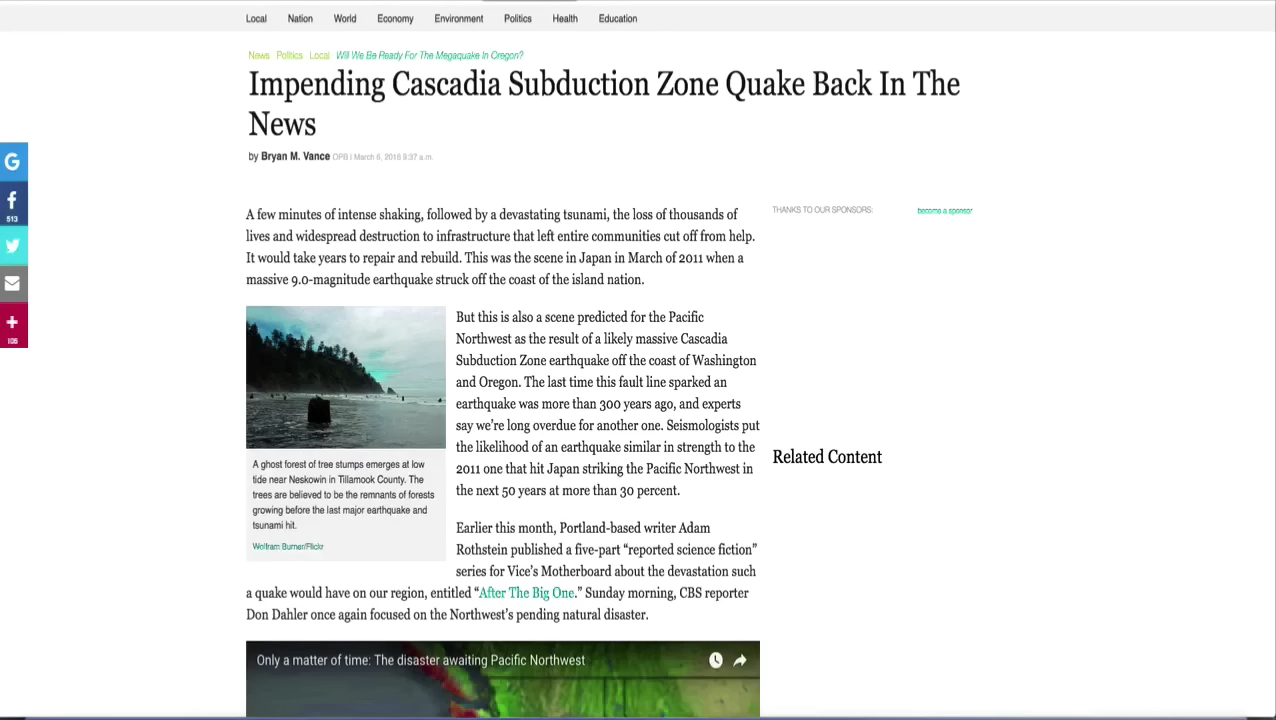 Local Nation World Economy Environment Politics Health Education
News Politics Local Will We Be Ready For The Megaquake In Oregon?
Impending Cascadia Subduction Zone Quake Back In The
News
by Bryan M. Vance OPB | March 6, 2016 9:37 a.m.
513
105
A few minutes of intense shaking, followed by a devastating tsunami, the loss of thousands of
lives and widespread destruction to infrastructure that left entire communities cut off from help.
It would take years to repair and rebuild. This was the scene in Japan in March of 2011 when a
massive 9.0-magnitude earthquake struck off the coast of the island nation.
A ghost forest of tree stumps emerges at low
tide near Neskowin in Tillamook County. The
trees are believed to be the remnants of forests
growing before the last major earthquake and
tsunami hit.
Wolfram Burner/Flickr
But this is also a scene predicted for the Pacific
Northwest as the result of a likely massive Cascadia
Subduction Zone earthquake off the coast of Washington
and Oregon. The last time this fault line sparked an
earthquake was more than 300 years ago, and experts
say we're long overdue for another one. Seismologists put
the likelihood of an earthquake similar in strength to the
2011 one that hit Japan striking the Pacific Northwest in
the next 50 years at more than 30 percent.
Earlier this month, Portland-based writer Adam
Rothstein published a five-part “reported science fiction”
series for Vice's Motherboard about the devastation such
a quake would have on our region, entitled “After The Big One.” Sunday morning, CBS reporter
Don Dahler once again focused on the Northwest's pending natural disaster.
Only a matter of time: The disaster awaiting Pacific Northwest
THANKS TO OUR SPONSORS: become a sponsor
Related Content